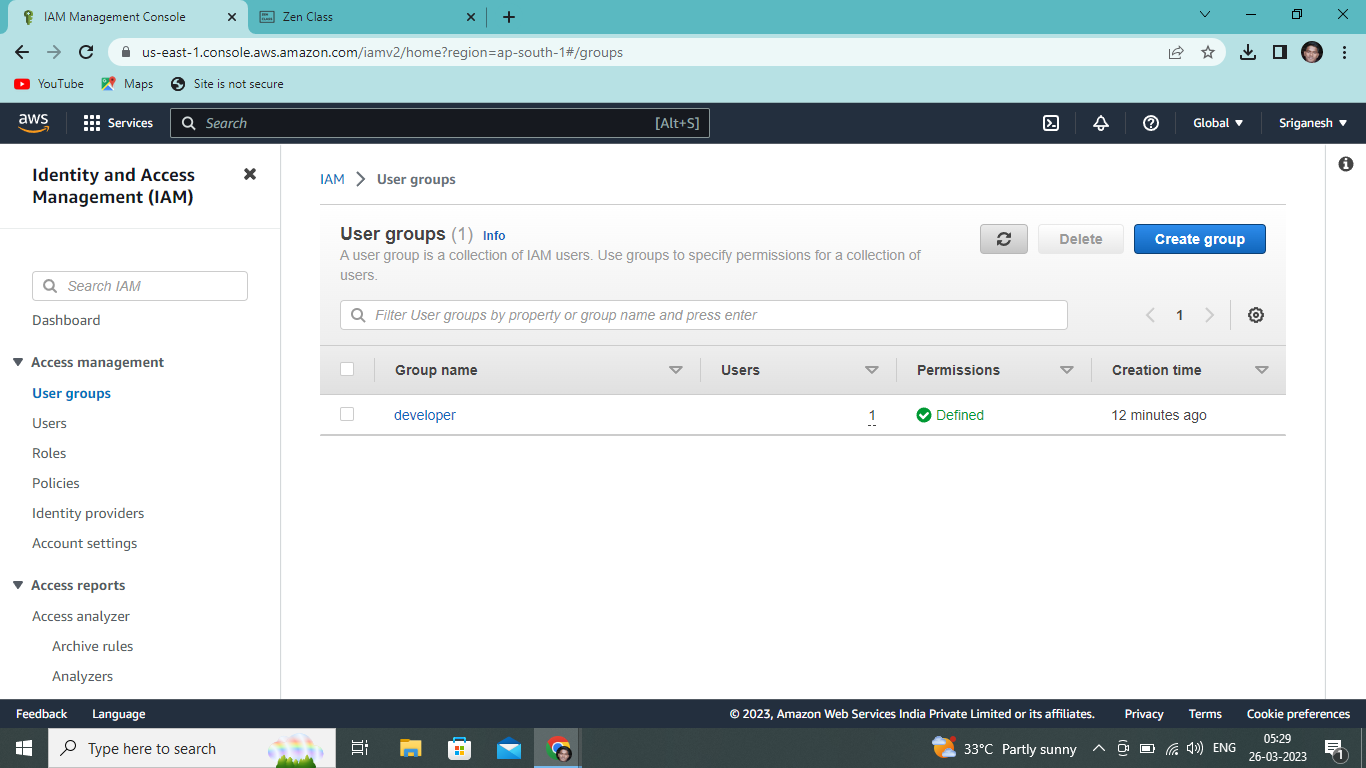 IAM Management Console
Zen Class
us-east-1.console.aws.amazon.com/iamv2/home?region=ap-south-1#/groups
YouTube Maps Site is not secure
aws Services Search [Alt+S] Global Sriganesh
Identity and Access
Management (IAM)
Search IAM
Dashboard
Access management
User groups
Users
Roles
Policies
Identity providers
Account settings
Access reports
Access analyzer
Archive rules
Analyzers
IAM User groups
User groups (1) Info
A user group is a collection of IAM users. Use groups to specify permissions for a collection of
users.
Delete Create group
Filter User groups by property or group name and press enter
1
Group name Users Permissions Creation time
developer 1 Defined 12 minutes ago
Feedback Language © 2023, Amazon Web Services India Private Limited or its affiliates. Privacy Terms Cookie preferences
Type here to search
33°C Partly sunny
ENG
05:29
26-03-2023
1